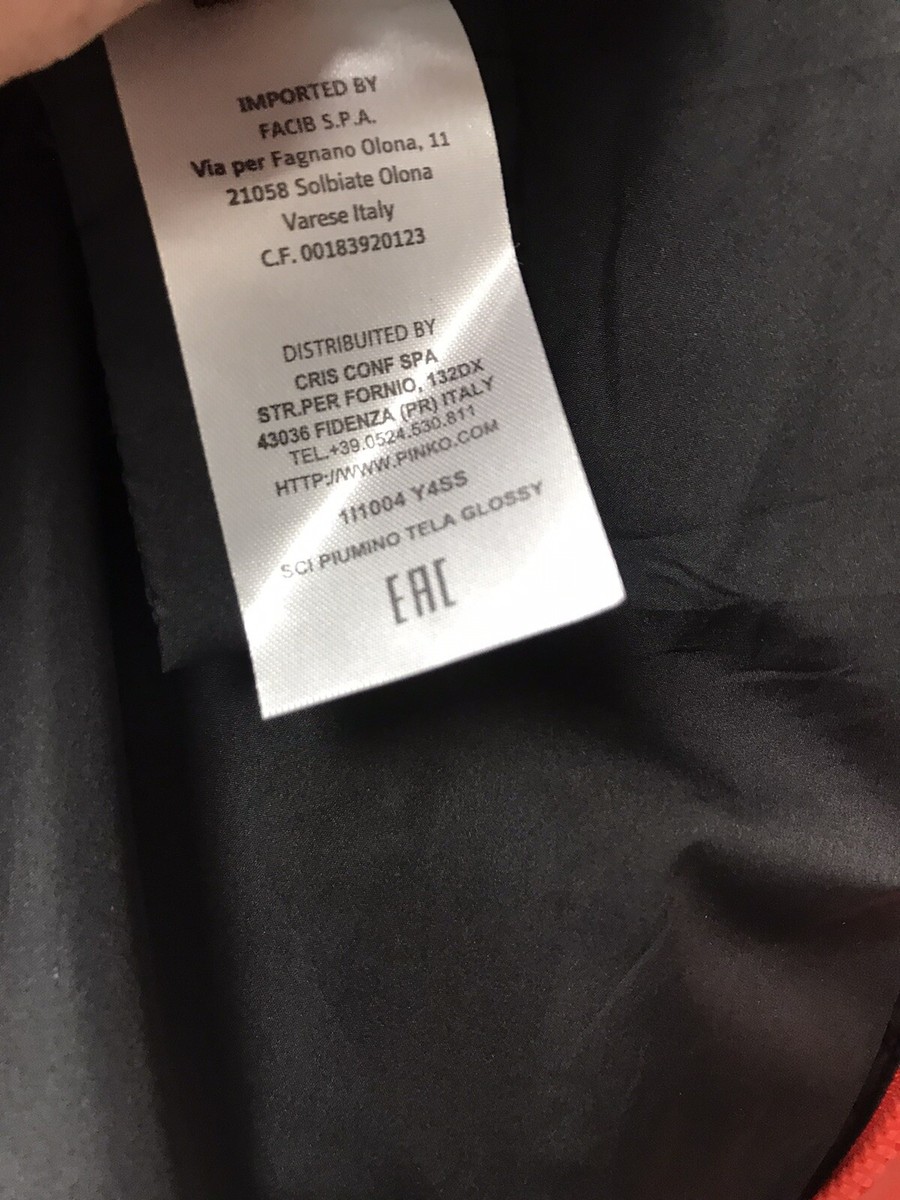 IMPORTED BY
FACIB S.P.A.
Via per Fagnano Olona, 11
21058 Solbiate Olona
Varese Italy
C.F. 00183920123
DISTRIBUITED BY
CRIS CONF SPA
STR.PER FORNIO, 132DX
43036 FIDENZA (PR) ITALY
TEL.+39.0524.530.811
HTTP://WWW.PINKO.COM
1I1004 Y4SS
SCI PIUMINO TELA GLOSSY
EAC